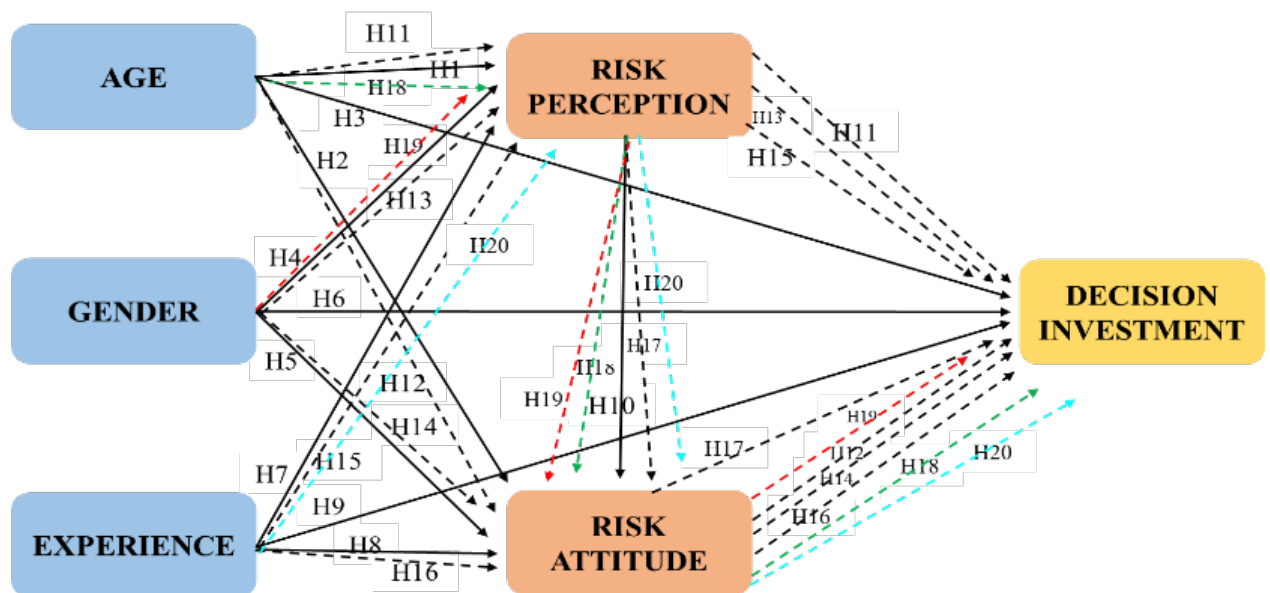 H11
AGE
RISK
PERCEPTION
H1
H18
H3
H13
H11
H19
H15
H2
H13
H20
H4
H20
H6
GENDER
DECISION
INVESTMENT
H17
H5
H18
H12
H19
H10
H19
H14
H12
H17
H15
H18
H20
H7
H14
H9
H16
RISK
ATTITUDE
EXPERIENCE
H8
H16